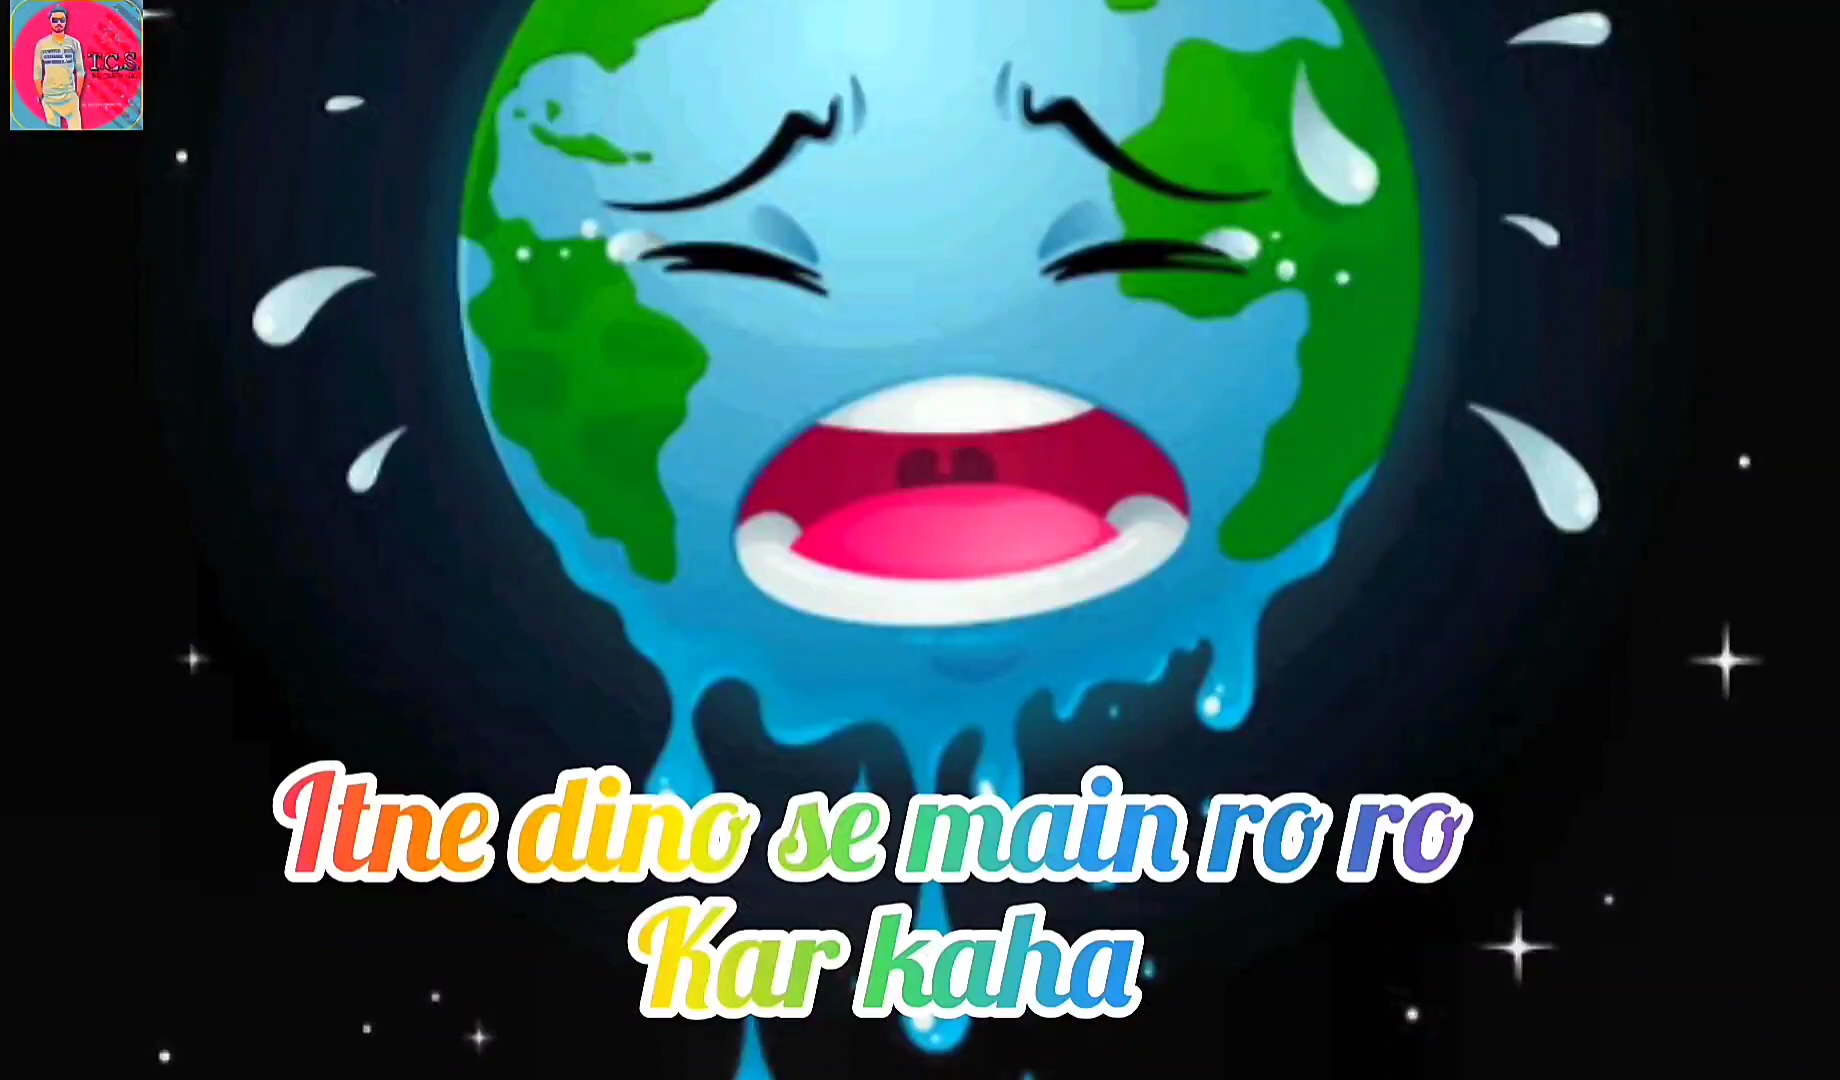 T.C.S.
Itne dino se main ro ro
Kar kaha